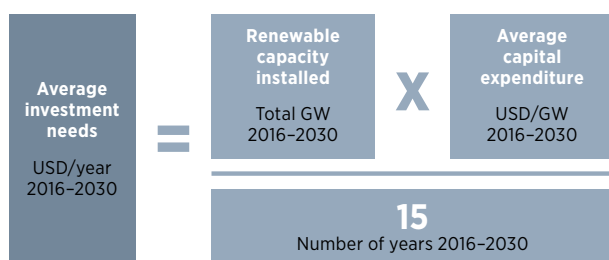 Average
investment
needs
USD/year
2016–2030
=
Renewable
capacity
installed
Total GW
2016–2030
X
Average
capital
expenditure
USD/GW
2016–2030
15
Number of years 2016–2030